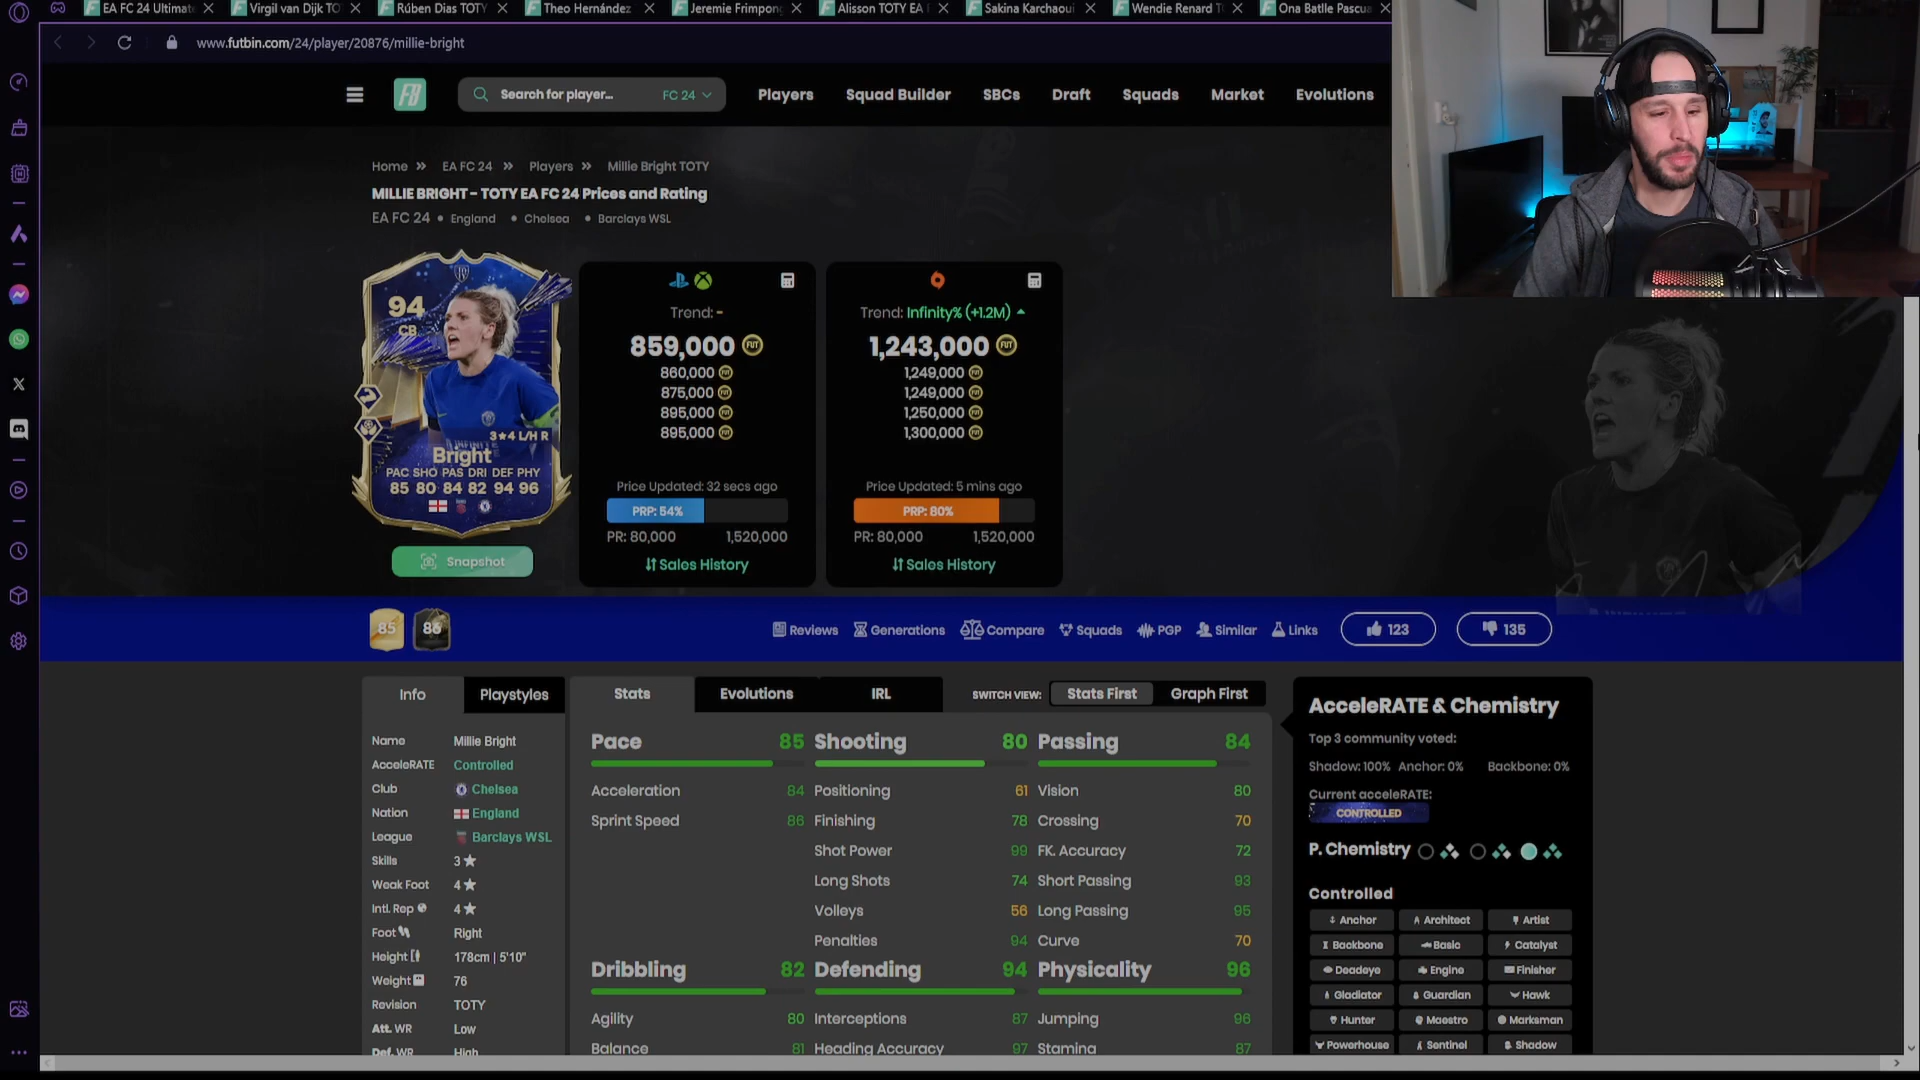 EA FC 24 Ultimat
Virgil van Dijk TO
Rúben Dias TOTY
Theo Hernández
Jeremie Frimpong
Alisson TOTY EA
Sakina Karchaoui
Wendie Renard T
Ona Batlle Pascua
www.futbin.com/24/player/20876/millie-bright
Search for player...
FC 24
Players
Squad Builder
SBCs
Draft
Squads
Market
Evolutions
Home » EA FC 24 » Players » Millie Bright TOTY
MILLIE BRIGHT - TOTY EA FC 24 Prices and Rating
EA FC 24 • England • Chelsea • Barclays WSL
94
CB
3★4 L/H R
Bright
PAC SHO PAS DRI DEF PHY
85 80 84 82 94 96
Snapshot
Trend: -
859,000
860,000
875,000
895,000
895,000
Price Updated: 32 secs ago
PRP: 54%
PR: 80,000 1,520,000
Sales History
Trend: Infinity% (+1.2M)
1,243,000
1,249,000
1,249,000
1,250,000
1,300,000
Price Updated: 5 mins ago
PRP: 80%
PR: 80,000 1,520,000
Sales History
85
86
Reviews
Generations
Compare
Squads
PGP
Similar
Links
123
135
Info
Playstyles
Name Millie Bright
AcceleRATE Controlled
Club Chelsea
Nation England
League Barclays WSL
Skills 3★
Weak Foot 4★
Intl. Rep 4★
Foot Right
Height 178cm | 5'10"
Weight 76
Revision TOTY
Att. WR Low
Def. WR High
Stats
Evolutions
IRL
SWITCH VIEW:
Stats First
Graph First
Pace 85
Acceleration 84
Sprint Speed 86
Shooting 80
Positioning 61
Finishing 78
Shot Power 99
Long Shots 74
Volleys 56
Penalties 94
Passing 84
Vision 80
Crossing 70
FK. Accuracy 72
Short Passing 93
Long Passing 95
Curve 70
Dribbling 82
Agility 80
Balance 81
Defending 94
Interceptions 87
Heading Accuracy 97
Physicality 96
Jumping 96
Stamina 87
AcceleRATE & Chemistry
Top 3 community voted:
Shadow: 100% Anchor: 0% Backbone: 0%
Current acceleRATE:
CONTROLLED
P. Chemistry
Controlled
Anchor
Architect
Artist
Backbone
Basic
Catalyst
Deadeye
Engine
Finisher
Gladiator
Guardian
Hawk
Hunter
Maestro
Marksman
Powerhouse
Sentinel
Shadow